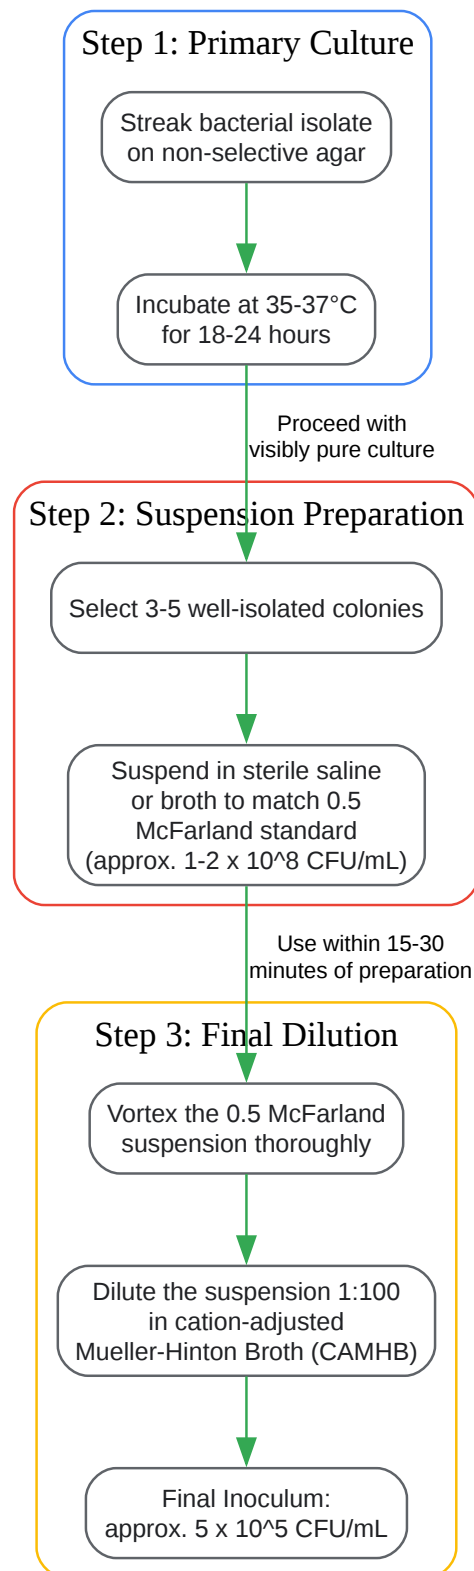 Step 1: Primary Culture
Streak bacterial isolate
on non-selective agar
Incubate at 35-37°C
for 18-24 hours
Proceed with
visibly pure culture
Step 2: Suspension Preparation
Select 3-5 well-isolated colonies
Suspend in sterile saline
or broth to match 0.5
McFarland standard
(approx. 1-2 x 10^8 CFU/mL)
Use within 15-30
minutes of preparation
Step 3: Final Dilution
Vortex the 0.5 McFarland
suspension thoroughly
Dilute the suspension 1:100
in cation-adjusted
Mueller-Hinton Broth (CAMHB)
Final Inoculum:
approx. 5 x 10^5 CFU/mL